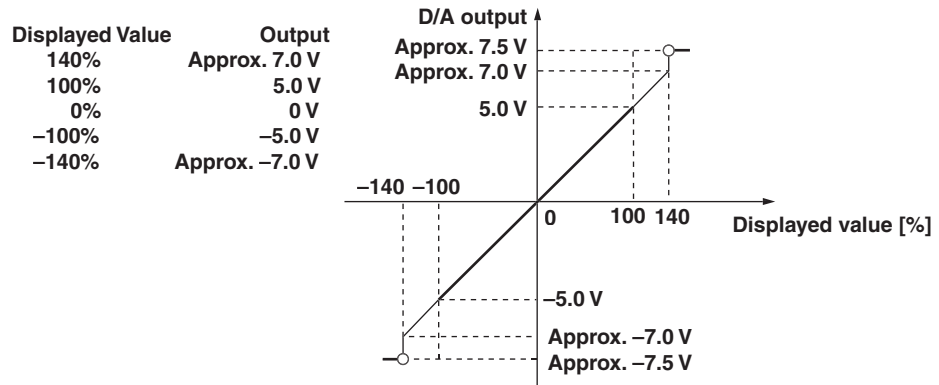 Displayed Value Output
140% Approx. 7.0 V
100% 5.0 V
0% 0 V
–100% –5.0 V
–140% Approx. –7.0 V
D/A output
Approx. 7.5 V
Approx. 7.0 V
5.0 V
–140 –100
0 100 140
Displayed value [%]
–5.0 V
Approx. –7.0 V
Approx. –7.5 V